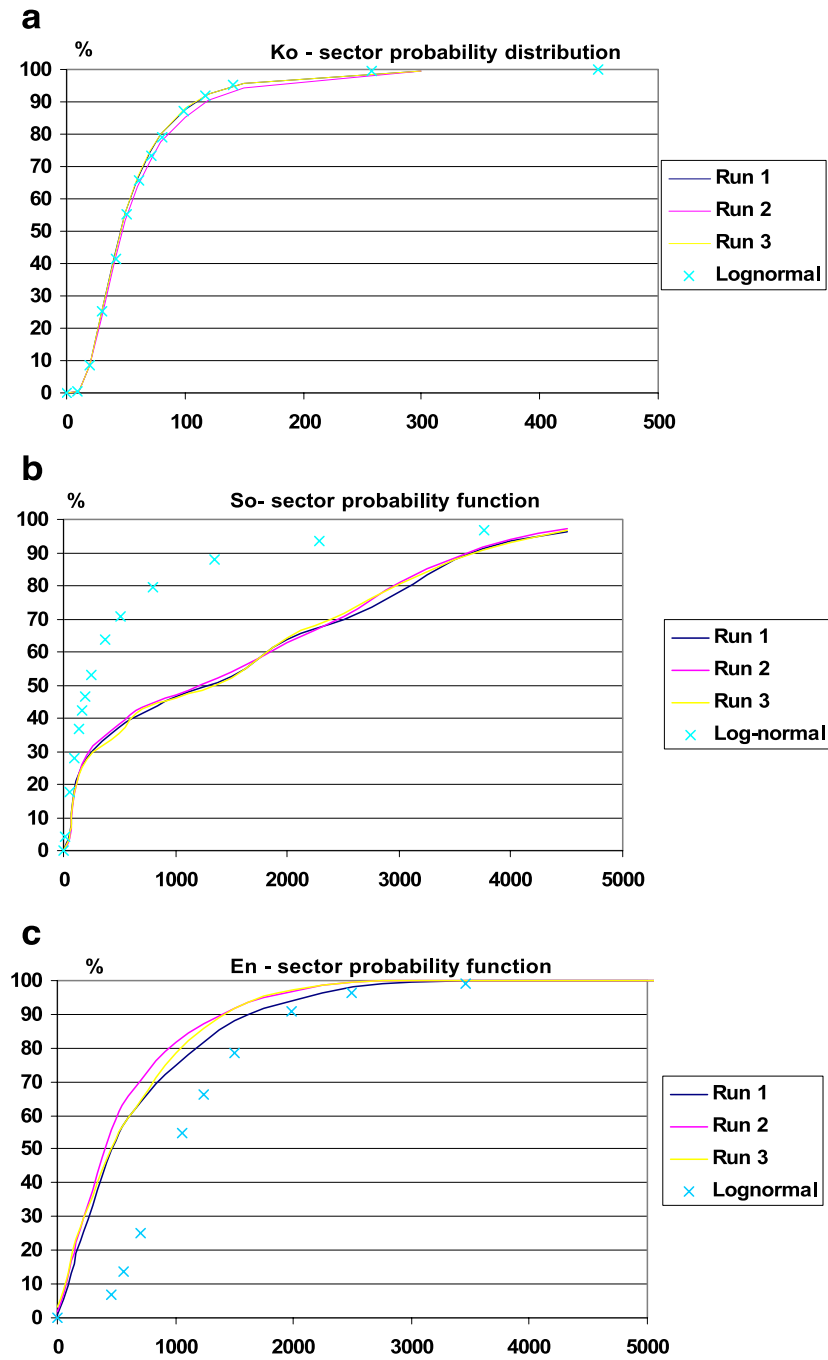 a
%
Ko - sector probability distribution
100
90
80
70
60
50
40
30
20
10
0
0 100 200 300 400 500
Run 1
Run 2
Run 3
Lognormal
b
%
So- sector probability function
100
90
80
70
60
50
40
30
20
10
0
0 1000 2000 3000 4000 5000
Run 1
Run 2
Run 3
Log-normal
c
%
En - sector probability function
100
90
80
70
60
50
40
30
20
10
0
0 1000 2000 3000 4000 5000
Run 1
Run 2
Run 3
Lognormal